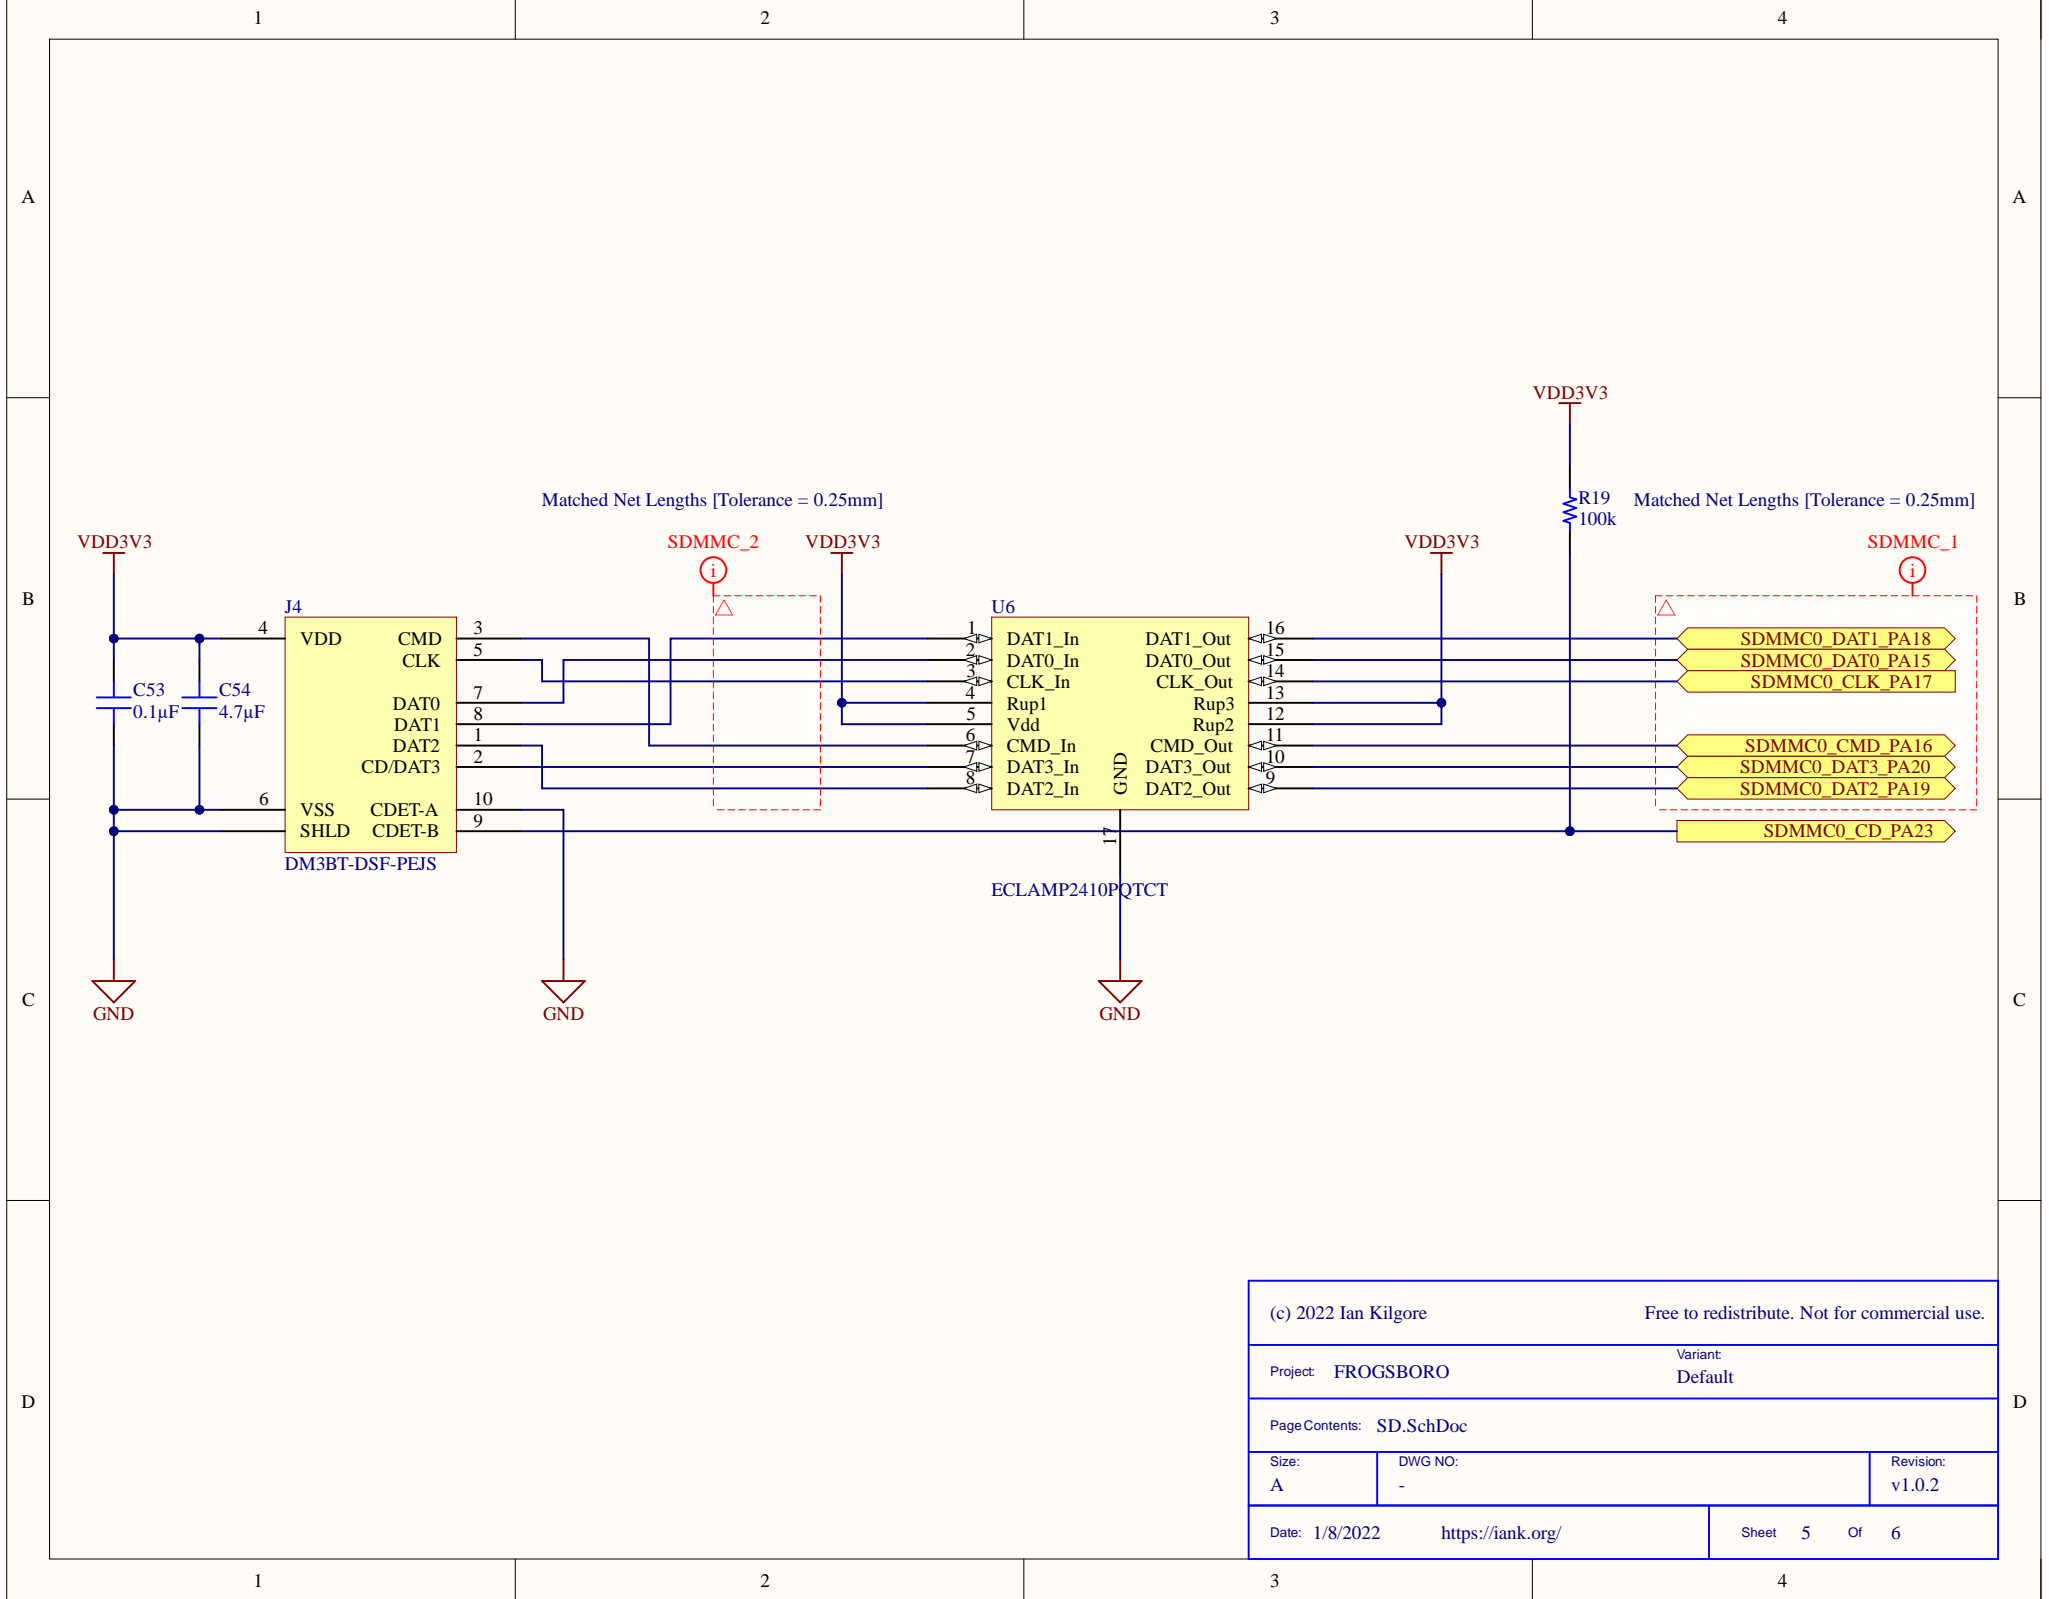 1 2 3 4
A A
VDD3V3
Matched Net Lengths [Tolerance = 0.25mm]
R19
100k
Matched Net Lengths [Tolerance = 0.25mm]
VDD3V3
SDMMC_2
VDD3V3
VDD3V3
SDMMC_1
i
i
B B
J4
4 VDD CMD 3
CLK 5
DAT0 7
DAT1 8
DAT2 1
CD/DAT3 2
6 VSS CDET-A 10
SHLD CDET-B 9
DM3BT-DSF-PEJS
C53
0.1µF
C54
4.7µF
U6
1 DAT1_In DAT1_Out 16
2 DAT0_In DAT0_Out 15
3 CLK_In CLK_Out 14
4 Rup1 Rup3 13
5 Vdd Rup2 12
6 CMD_In CMD_Out 11
7 DAT3_In DAT3_Out 10
8 DAT2_In DAT2_Out 9
GND
17
ECLAMP2410PQTCT
SDMMC0_DAT1_PA18
SDMMC0_DAT0_PA15
SDMMC0_CLK_PA17
SDMMC0_CMD_PA16
SDMMC0_DAT3_PA20
SDMMC0_DAT2_PA19
SDMMC0_CD_PA23
C C
GND
GND
GND
D D
(c) 2022 Ian Kilgore Free to redistribute. Not for commercial use.
Project: FROGSBORO
Variant:
Default
Page Contents: SD.SchDoc
Size:
A
DWG NO:
-
Revision:
v1.0.2
Date: 1/8/2022 https://iank.org/ Sheet 5 Of 6
1 2 3 4